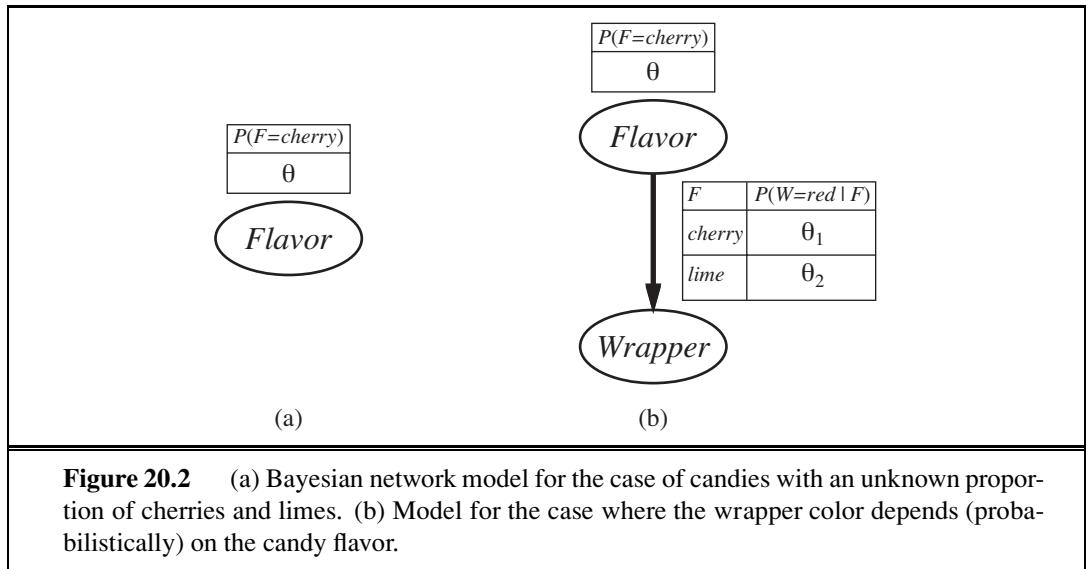 P(F=cherry)
θ
Flavor
(a)
P(F=cherry)
θ
Flavor
F P(W=red | F)
cherry θ1
lime θ2
Wrapper
(b)
Figure 20.2 (a) Bayesian network model for the case of candies with an unknown propor-
tion of cherries and limes. (b) Model for the case where the wrapper color depends (proba-
bilistically) on the candy flavor.